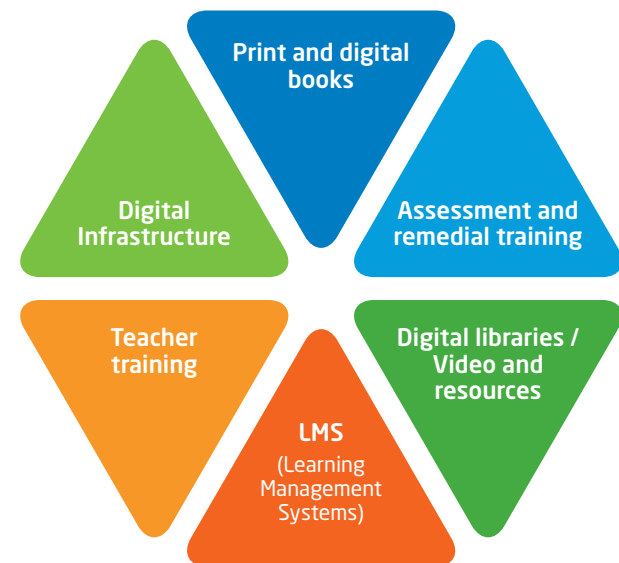 Print and digital
books
Digital
Infrastructure
Assessment and
remedial training
Teacher
training
Digital libraries /
Video and
resources
LMS
(Learning
Management
Systems)